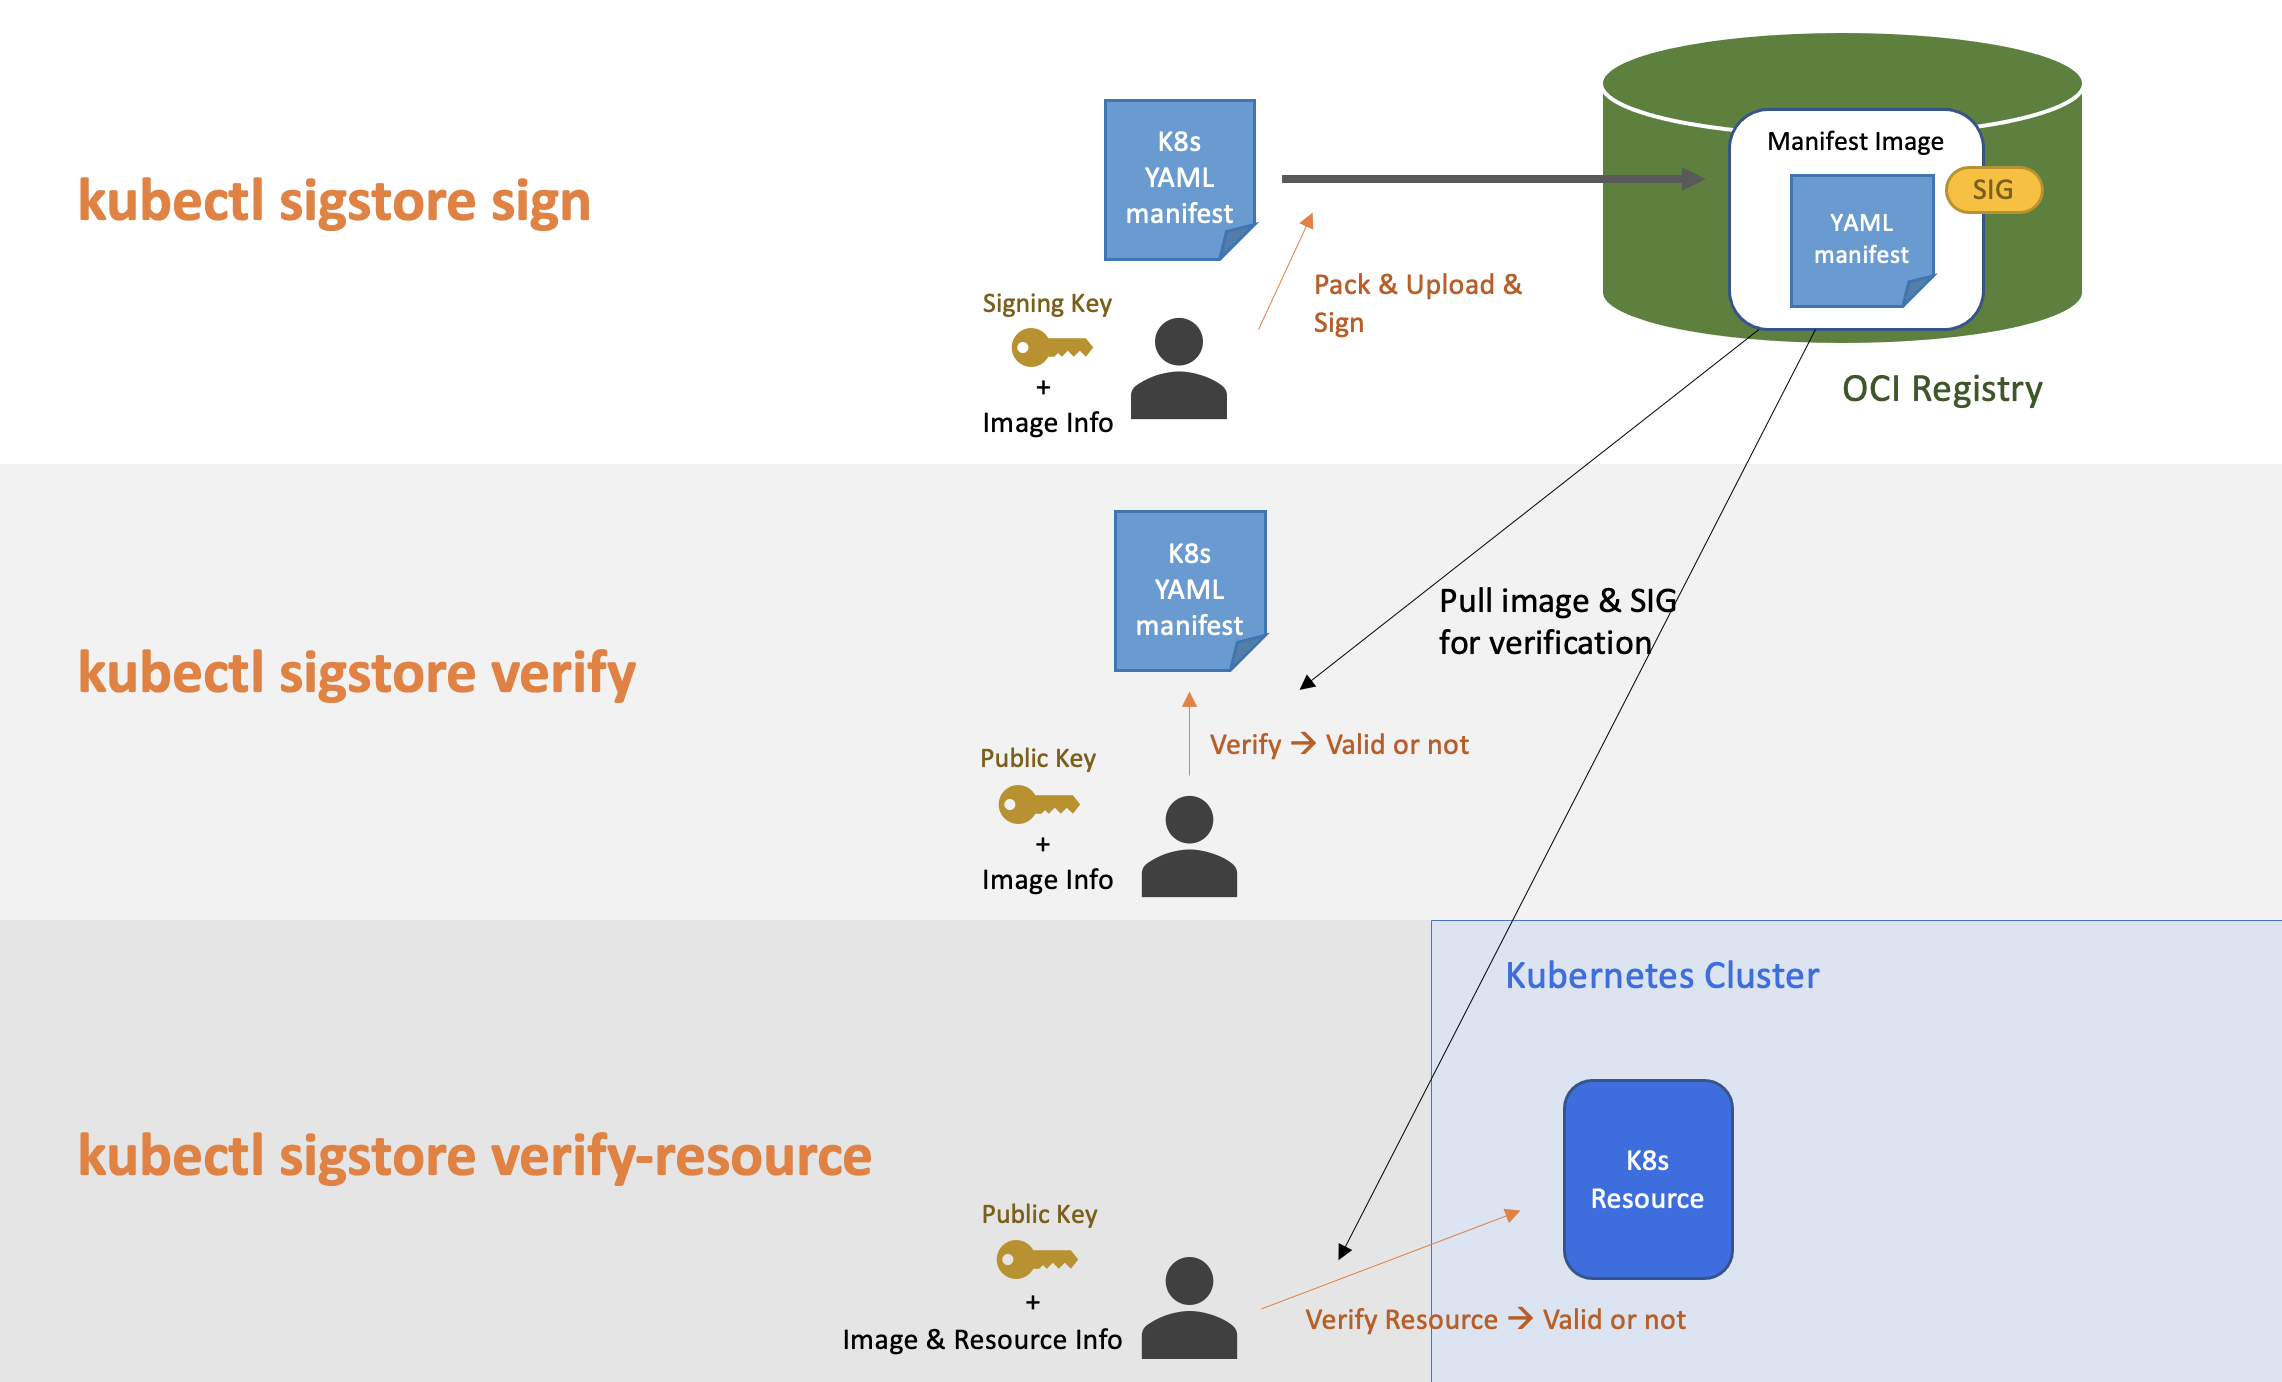 kubectl sigstore sign
K8s
YAML
manifest
Signing Key
+
Image Info
Pack & Upload &
Sign
Manifest Image
SIG
YAML
manifest
OCI Registry
kubectl sigstore verify
K8s
YAML
manifest
Pull image & SIG
for verification
Verify → Valid or not
Public Key
+
Image Info
kubectl sigstore verify-resource
Kubernetes Cluster
K8s
Resource
Public Key
+
Image & Resource Info
Verify Resource → Valid or not